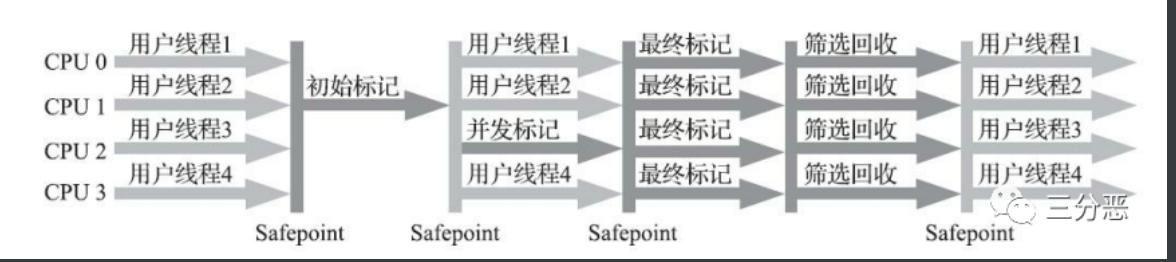 用户线程1 用户线程1 最终标记 筛选回收 用户线程1
CPU 0
用户线程2 初始标记 用户线程2 最终标记 筛选回收 用户线程2
CPU 1
用户线程3 并发标记 最终标记 筛选回收 用户线程3
CPU 2
用户线程4 用户线程4 最终标记 筛选回收 用户线程4
CPU 3
三分恶
Safepoint Safepoint Safepoint Safepoint